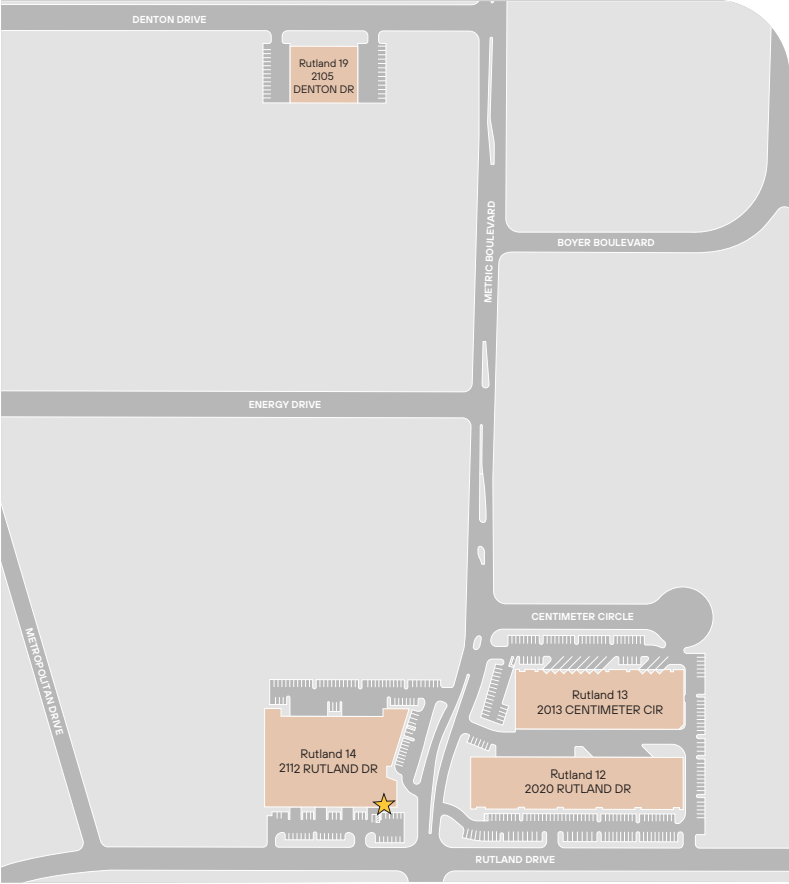 DENTON DRIVE
Rutland 19
2105
DENTON DR
METRIC BOULEVARD
BOYER BOULEVARD
ENERGY DRIVE
CENTIMETER CIRCLE
METROPOLITAN DRIVE
Rutland 13
2013 CENTIMETER CIR
Rutland 14
2112 RUTLAND DR
Rutland 12
2020 RUTLAND DR
RUTLAND DRIVE